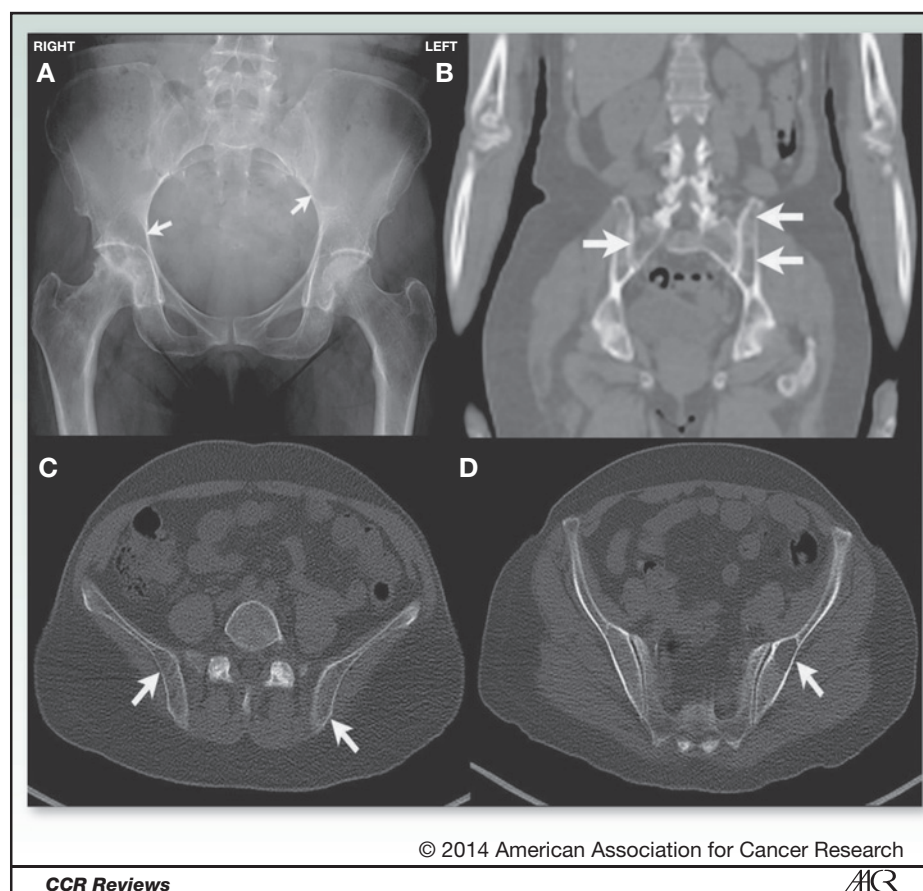 RIGHT
LEFT
A
B
C
D
© 2014 American Association for Cancer Research
CCR Reviews
AACR